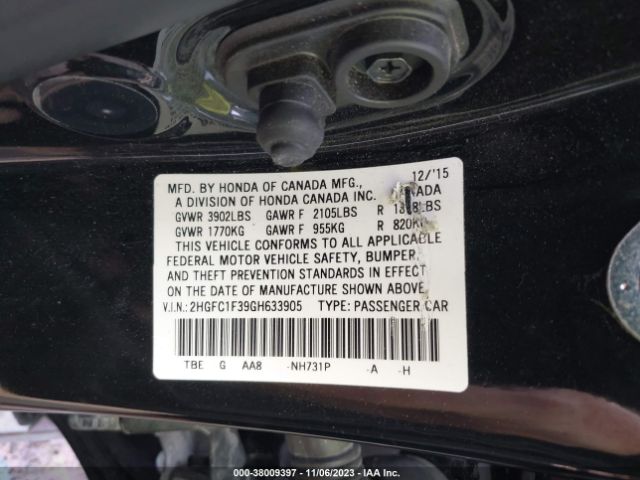 MFD. BY HONDA OF CANADA MFG., 12/'15
A DIVISION OF HONDA CANADA INC.
GVWR 3902LBS GAWR F 2105LBS R
GVWR 1770KG GAWR F 955KG R
THIS VEHICLE CONFORMS TO ALL APPLICABLE
FEDERAL MOTOR VEHICLE SAFETY, BUMPER,
AND THEFT PREVENTION STANDARDS IN EFFECT
ON THE DATE OF MANUFACTURE SHOWN ABOVE.
V.I.N.: 2HGFC1F39GH633905 TYPE: PASSENGER CAR
TBE G AA8 -NH731P -A -H
000-38009397 - 11/06/2023 - IAA Inc.